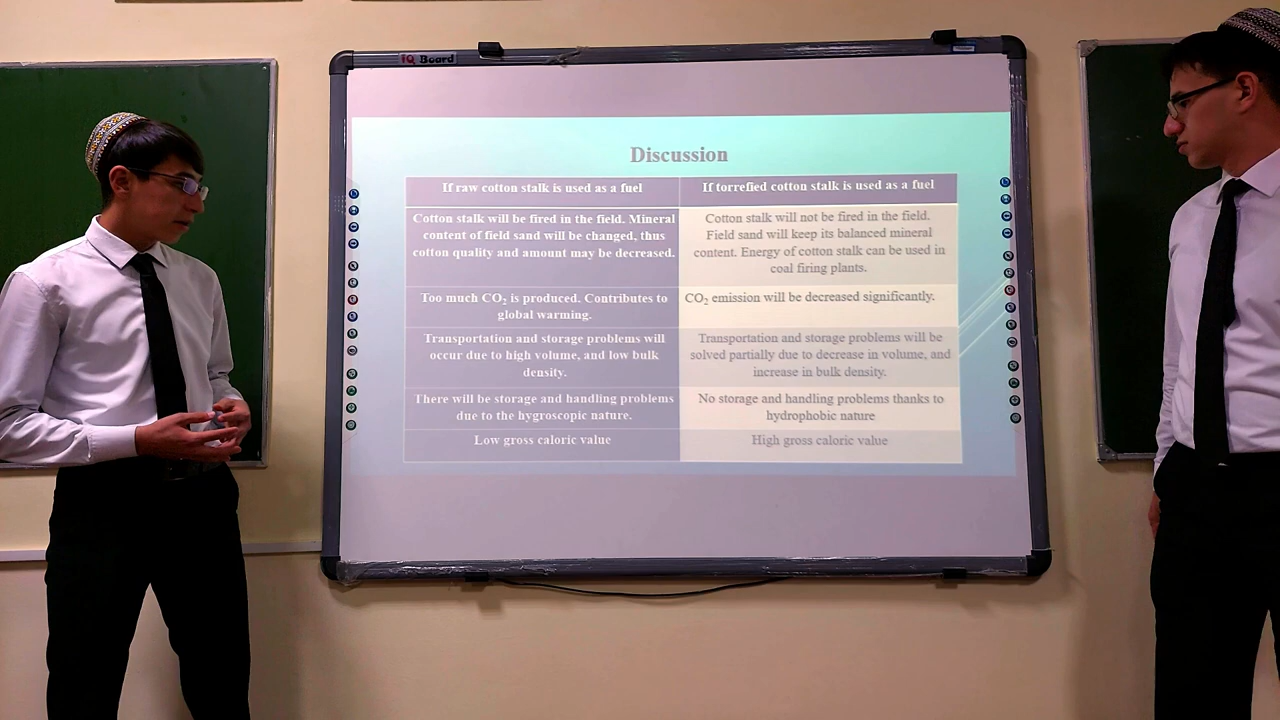 IQ Board
Discussion
If raw cotton stalk is used as a fuel
If torrefied cotton stalk is used as a fuel
Cotton stalk will be fired in the field. Mineral
content of field sand will be changed, thus
cotton quality and amount may be decreased.
Cotton stalk will not be fired in the field.
Field sand will keep its balanced mineral
content. Energy of cotton stalk can be used in
coal firing plants.
Too much CO₂ is produced. Contributes to
global warming.
CO₂ emission will be decreased significantly.
Transportation and storage problems will
occur due to high volume, and low bulk
density.
Transportation and storage problems will be
solved partially due to decrease in volume, and
increase in bulk density.
There will be storage and handling problems
due to the hygroscopic nature.
No storage and handling problems thanks to
hydrophobic nature
Low gross caloric value
High gross caloric value